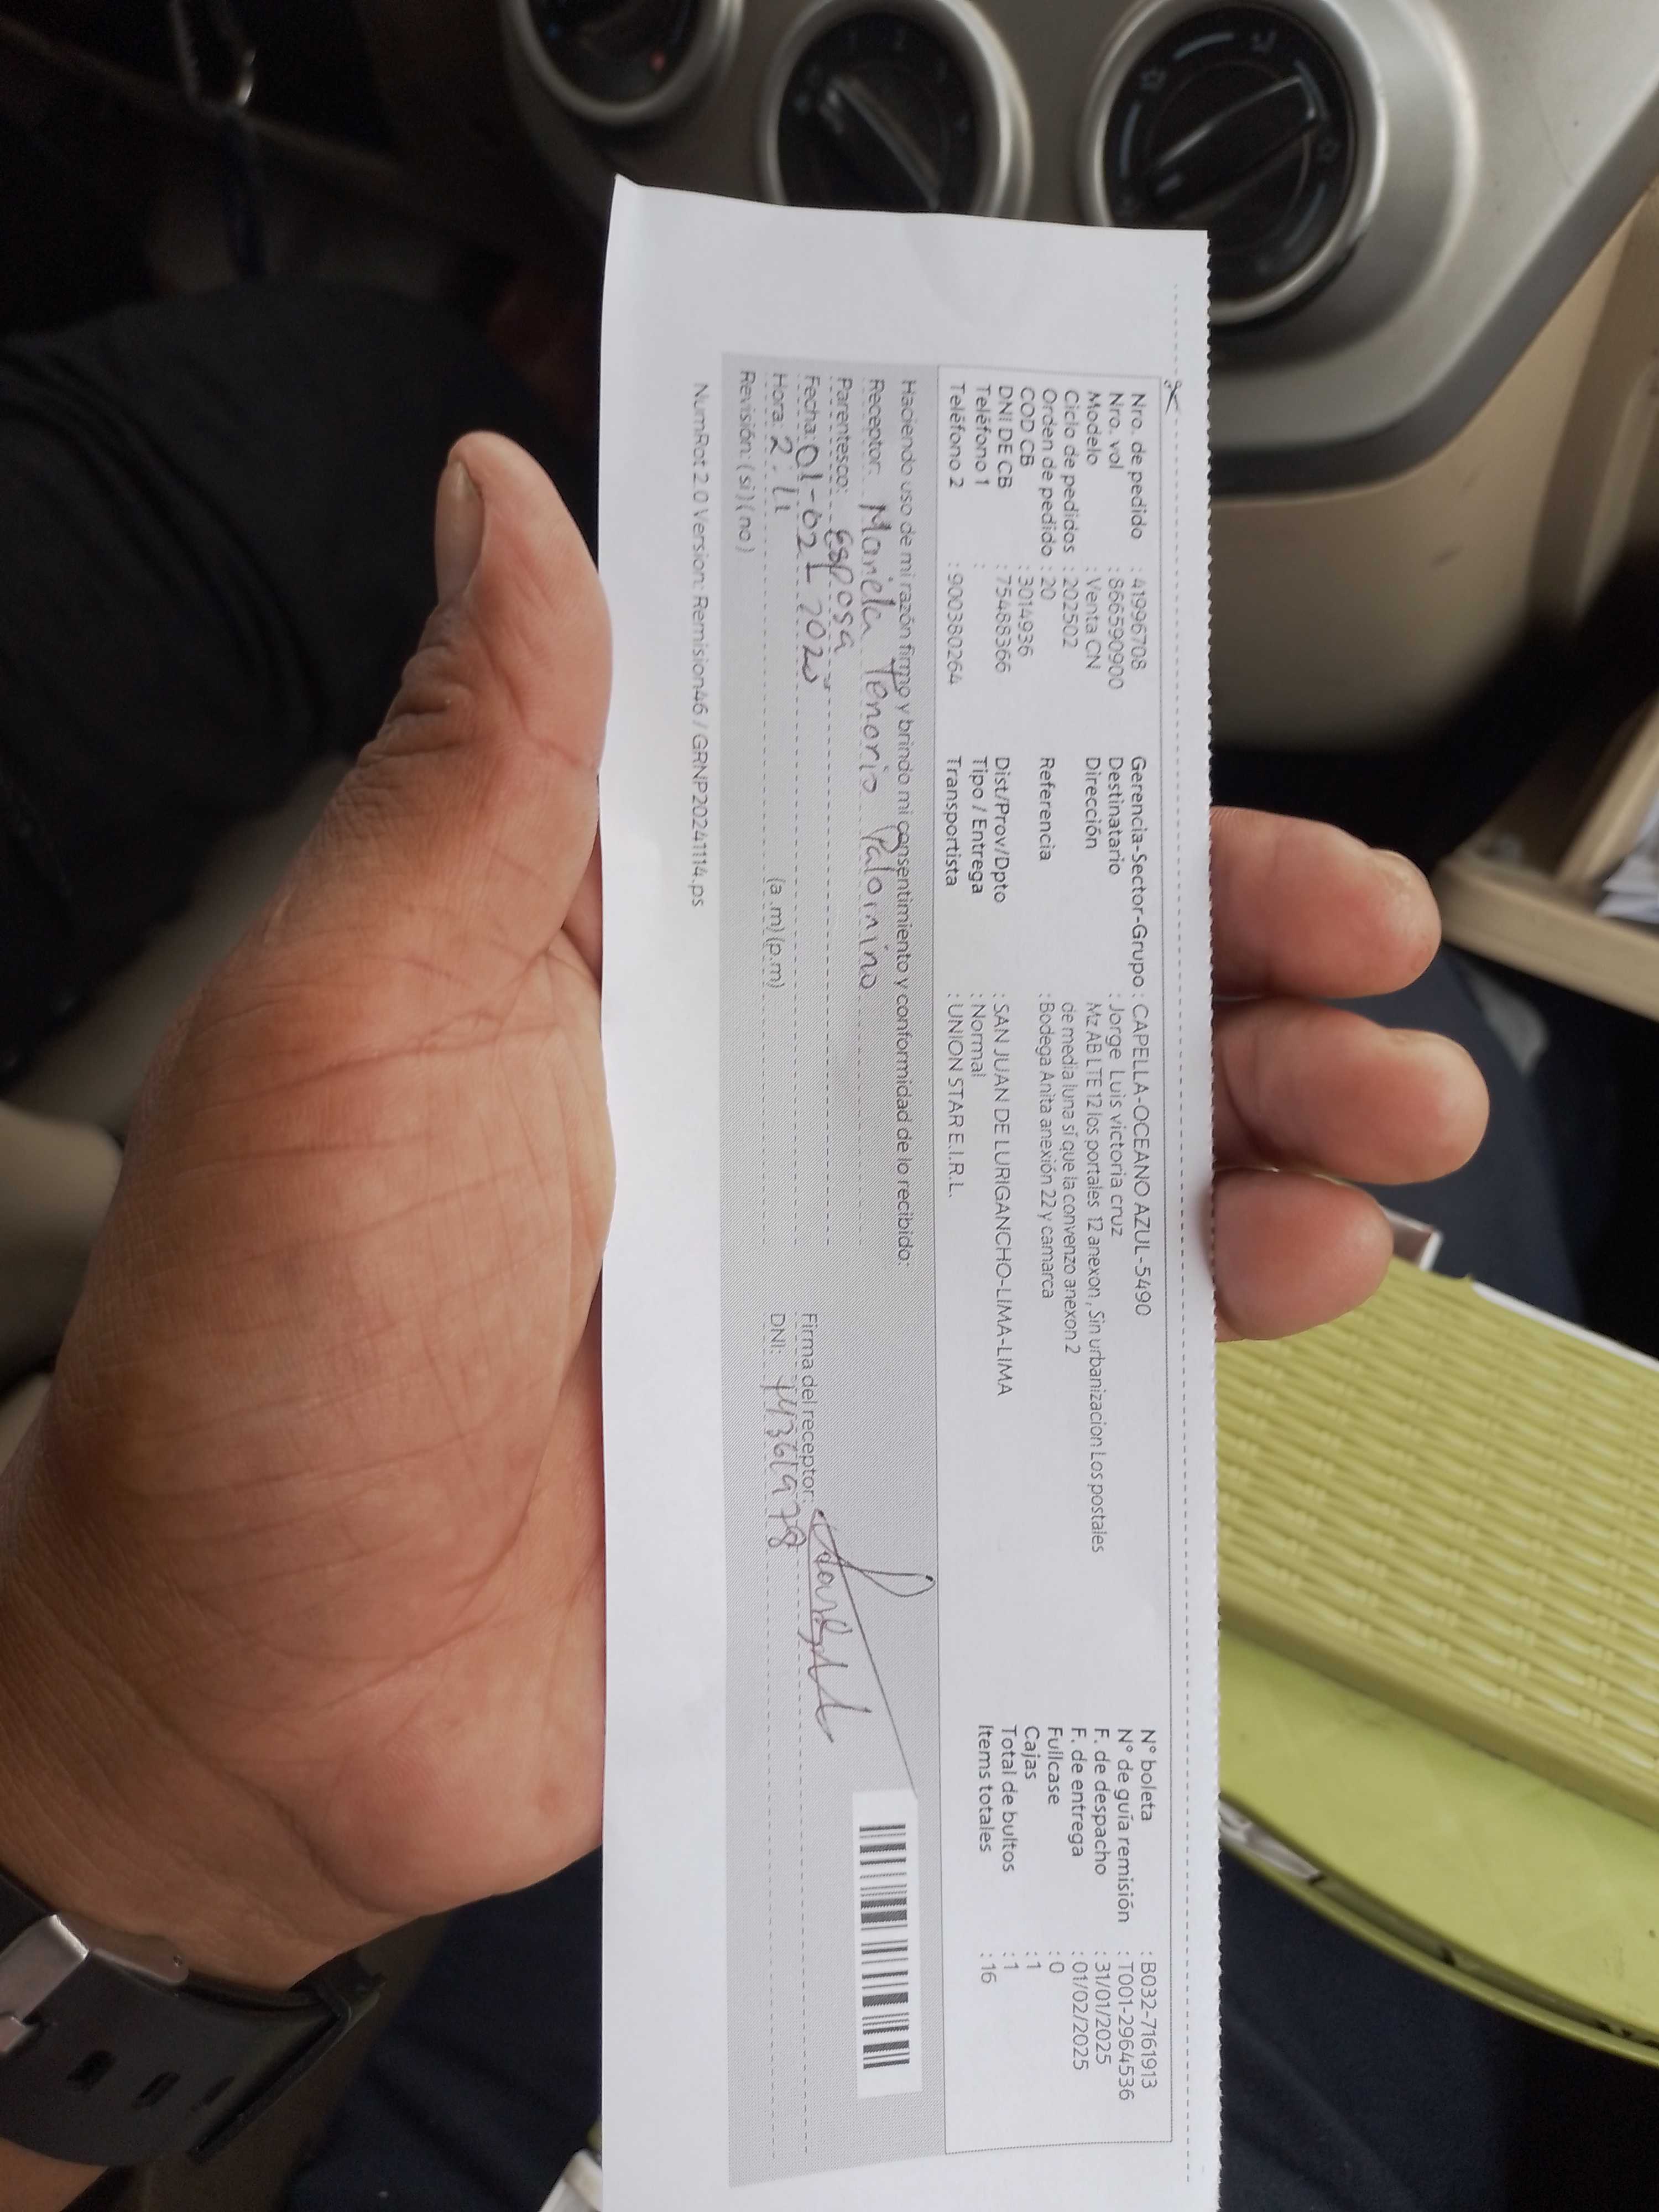 Nro. de pedido : 41996708
Nro. vol : 866590900
Modelo : Venta CN
Ciclo de pedidos : 202502
Orden de pedido : 20
COD CB : 3014936
DNI DE CB : 75488366
Teléfono 1 :
Teléfono 2 : 900380264
Gerencia-Sector-Grupo : CAPELLA-OCEANO AZUL-5490
Destinatario : Jorge Luis victoria cruz
Dirección : Mz AB LTE 12 los portales 12 anexon , Sin urbanizacion Los postales
de media luna sí que la convenzo anexon 2
Referencia : Bodega Anita anexión 22 y camarca
Dist/Prov/Dpto : SAN JUAN DE LURIGANCHO-LIMA-LIMA
Tipo / Entrega : Normal
Transportista : UNION STAR E.I.R.L.
N° boleta : B032-7161913
N° de guía remisión : T001-2964536
F. de despacho : 31/01/2025
F. de entrega : 01/02/2025
Fullcase : 0
Cajas : 1
Total de bultos : 1
Items totales : 16
Haciendo uso de mi razón firmo y brindo mi consentimiento y conformidad de lo recibido:
Receptor: Mariela Tenorio Palomino
Parentesco: esposa
Fecha: 01-02-
Hora: 2:11 (a .m) (p.m)
Revisión: ( si ) ( no )
Firma del receptor:
DNI:
NumRot 2.0 Version: Remision46 / GRNP20241114.ps